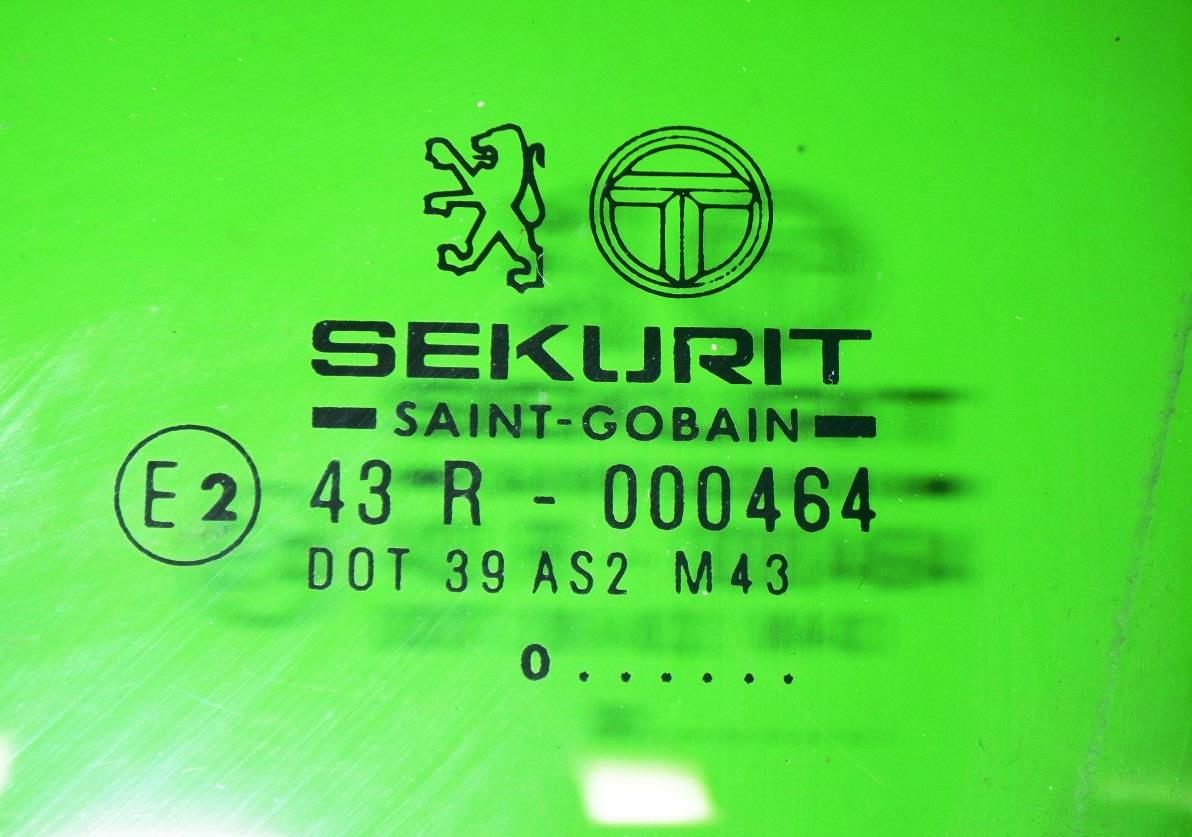 SEKURIT
SAINT-GOBAIN
E2 43 R - 000464
DOT 39 AS2 M43
0......